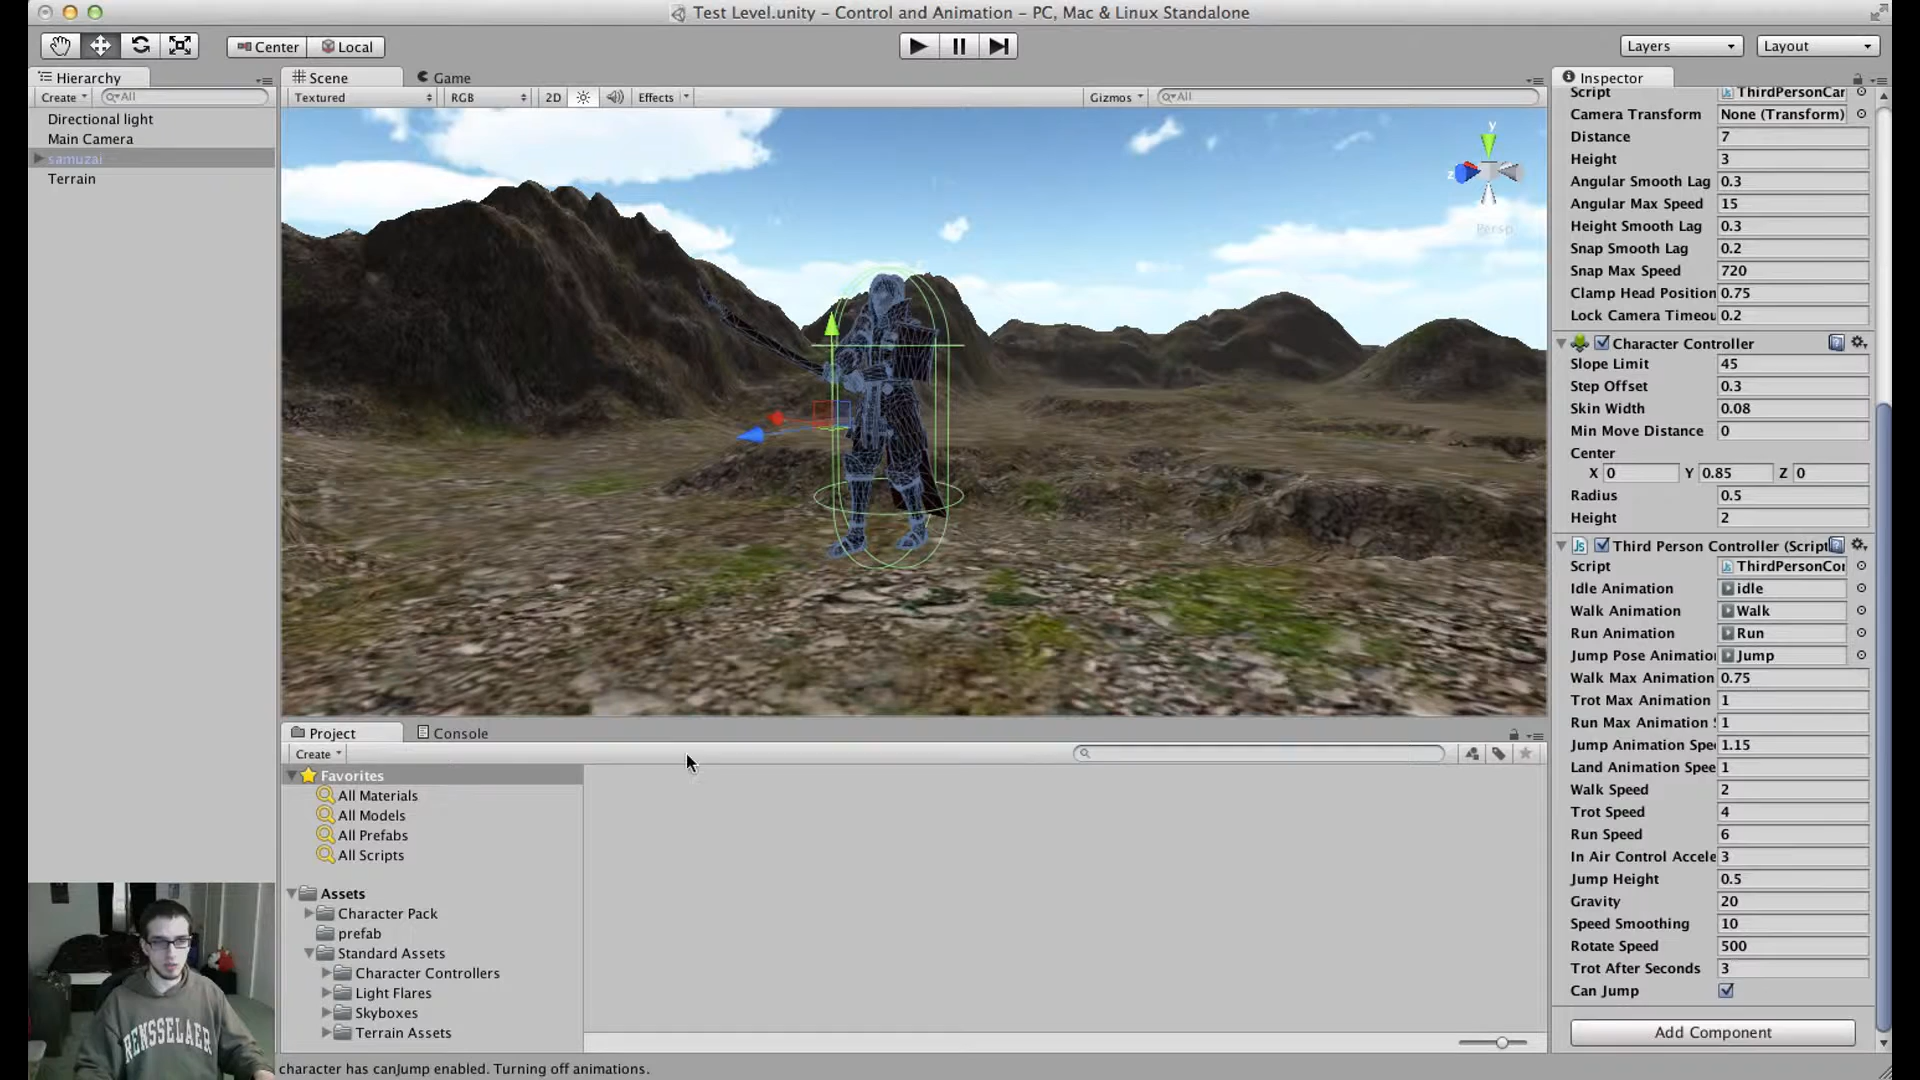 Test Level.unity – Control and Animation – PC, Mac & Linux Standalone
Center Local Layers Layout
Hierarchy
Create All
Directional light
Main Camera
samuzai
Terrain
Scene Game
Textured RGB 2D Effects Gizmos All
y
z
Persp
Project Console
Create
Favorites
All Materials
All Models
All Prefabs
All Scripts
Assets
Character Pack
prefab
Standard Assets
Character Controllers
Light Flares
Skyboxes
Terrain Assets
Inspector
Script ThirdPersonCar
Camera Transform None (Transform)
Distance 7
Height 3
Angular Smooth Lag 0.3
Angular Max Speed 15
Height Smooth Lag 0.3
Snap Smooth Lag 0.2
Snap Max Speed 720
Clamp Head Position 0.75
Lock Camera Timeou 0.2
Character Controller
Slope Limit 45
Step Offset 0.3
Skin Width 0.08
Min Move Distance 0
Center
X 0 Y 0.85 Z 0
Radius 0.5
Height 2
Js Third Person Controller (Script
Script ThirdPersonCor
Idle Animation idle
Walk Animation Walk
Run Animation Run
Jump Pose Animatio Jump
Walk Max Animation 0.75
Trot Max Animation 1
Run Max Animation 1
Jump Animation Spe 1.15
Land Animation Spee 1
Walk Speed 2
Trot Speed 4
Run Speed 6
In Air Control Accele 3
Jump Height 0.5
Gravity 20
Speed Smoothing 10
Rotate Speed 500
Trot After Seconds 3
Can Jump
Add Component
RENSSELAER
character has canJump enabled. Turning off animations.